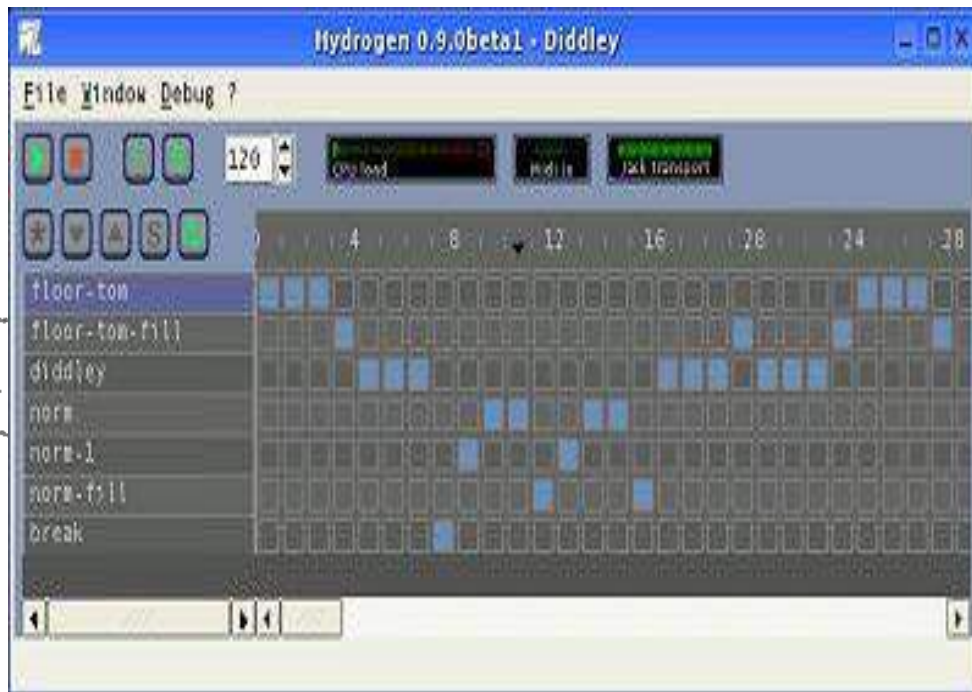 Hydrogen 0.9.0beta1 - Diddley
File Window Debug ?
120
CPU load Midi in Jack transport
S
4 8 12 16 20 24 28
floor-tom
floor-tom-fill
diddley
norm
norm-1
norm-fill
break